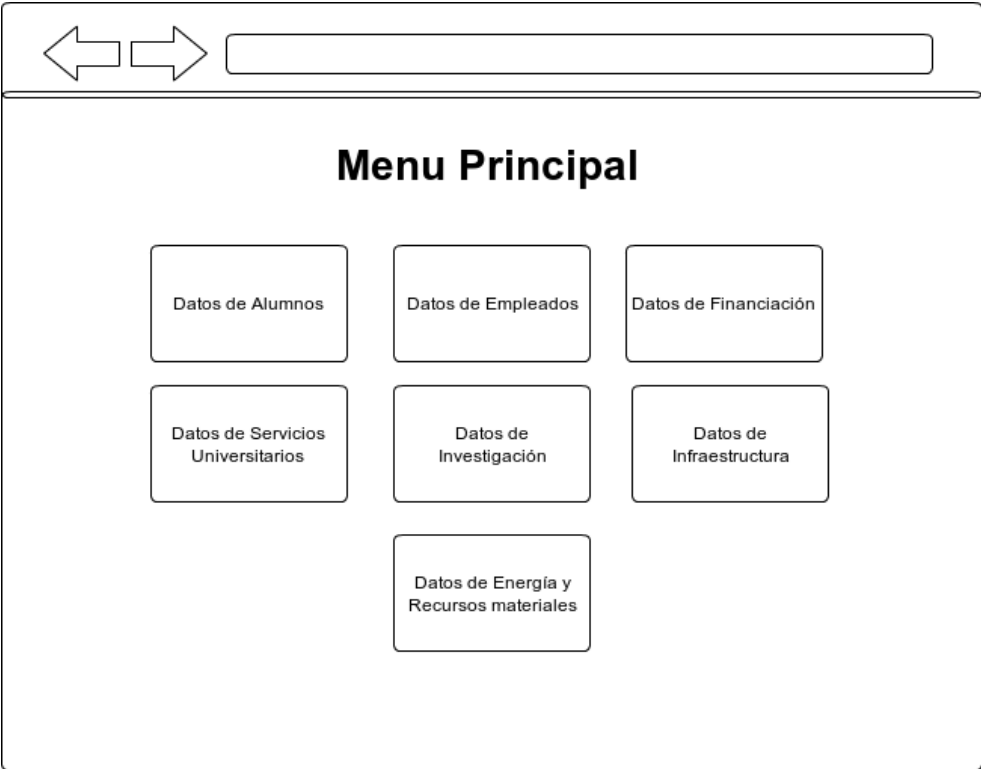 Menu Principal
Datos de Alumnos
Datos de Empleados
Datos de Financiación
Datos de Servicios
Universitarios
Datos de
Investigación
Datos de
Infraestructura
Datos de Energía y
Recursos materiales